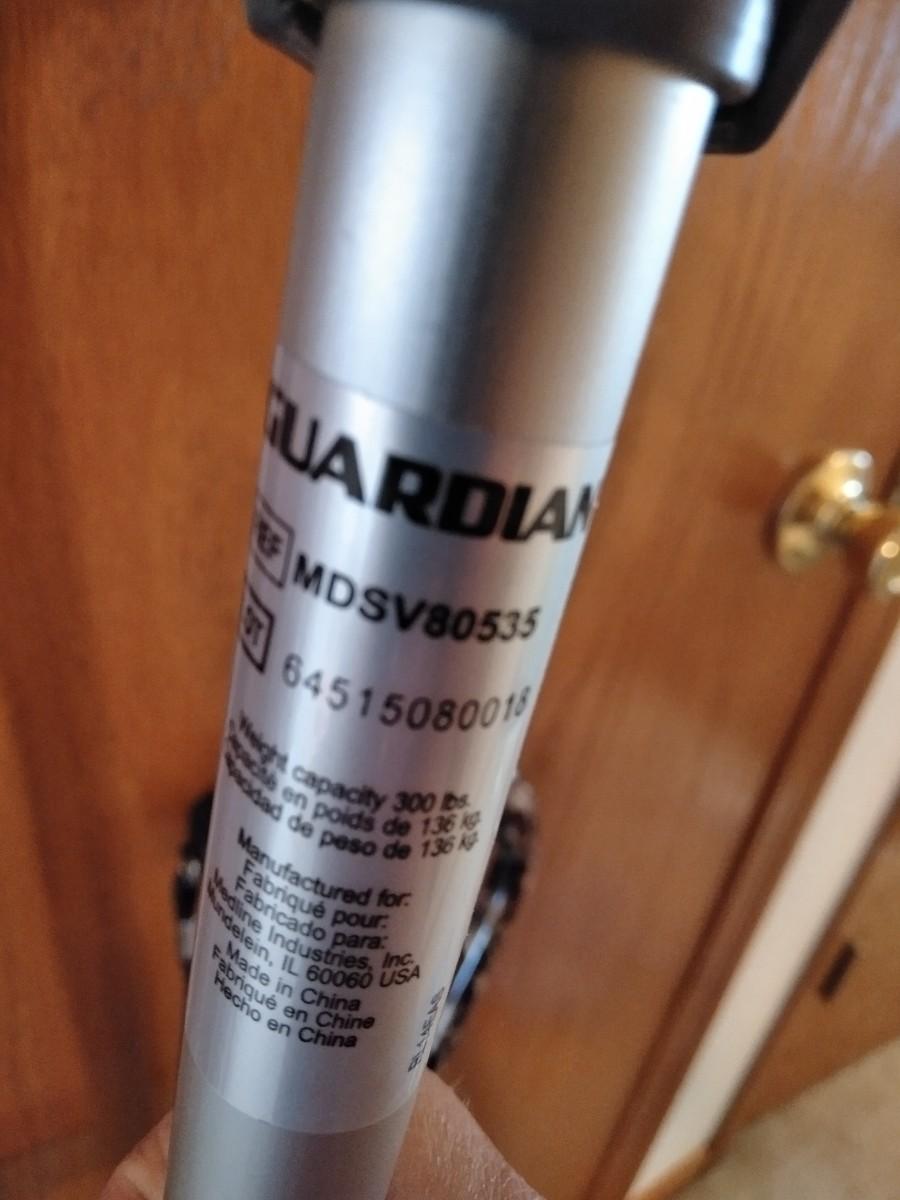 GUARDIAN
REF MDSV80535
64515080018
Weight capacity 300 lbs.
Capacité en poids de 136 kg.
Capacidad de peso de 136 kg.
Manufactured for:
Fabriqué pour:
Fabricado para:
Medline Industries, Inc.
Mundelein, IL 60060 USA
Made in China
Fabriqué en Chine
Hecho en China